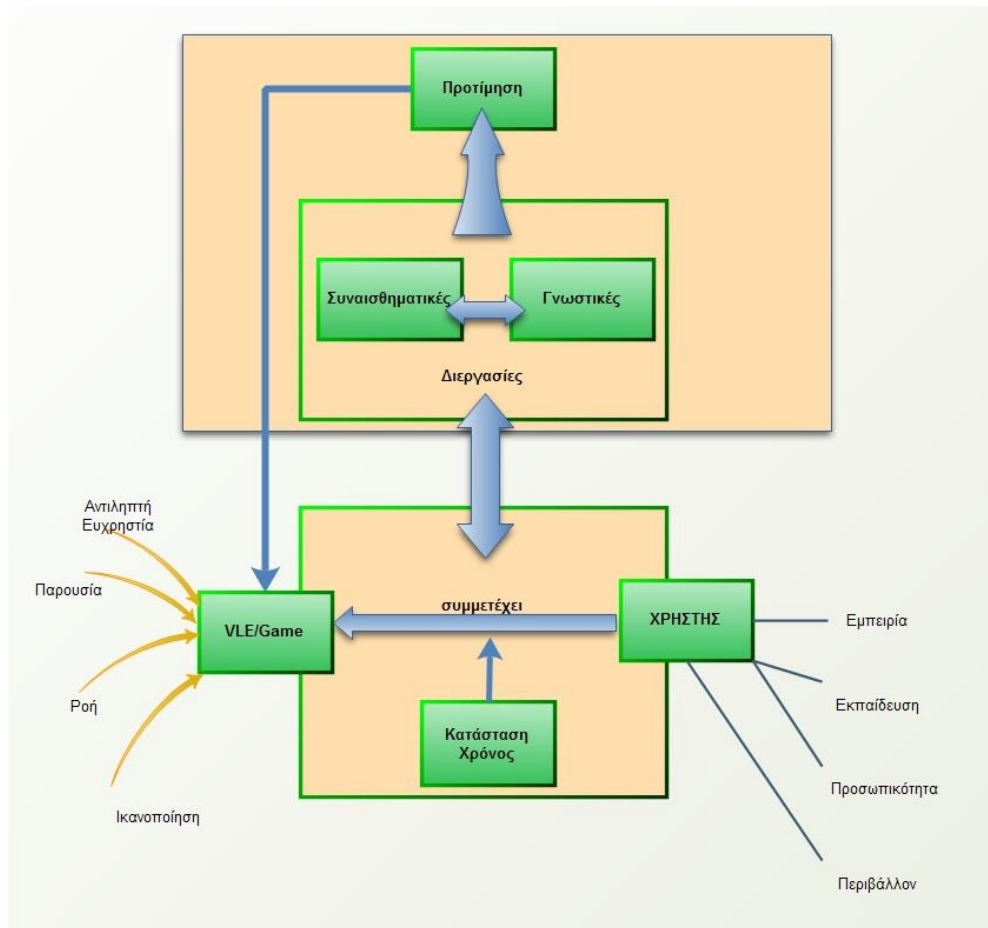 Προτίμηση
Συναισθηματικές
Γνωστικές
Διεργασίες
Αντιληπτή
Ευχρηστία
Παρουσία
συμμετέχει
VLE/Game
ΧΡΗΣΤΗΣ
Εμπειρία
Ροή
Εκπαίδευση
Κατάσταση
Χρόνος
Προσωπικότητα
Ικανοποίηση
Περιβάλλον